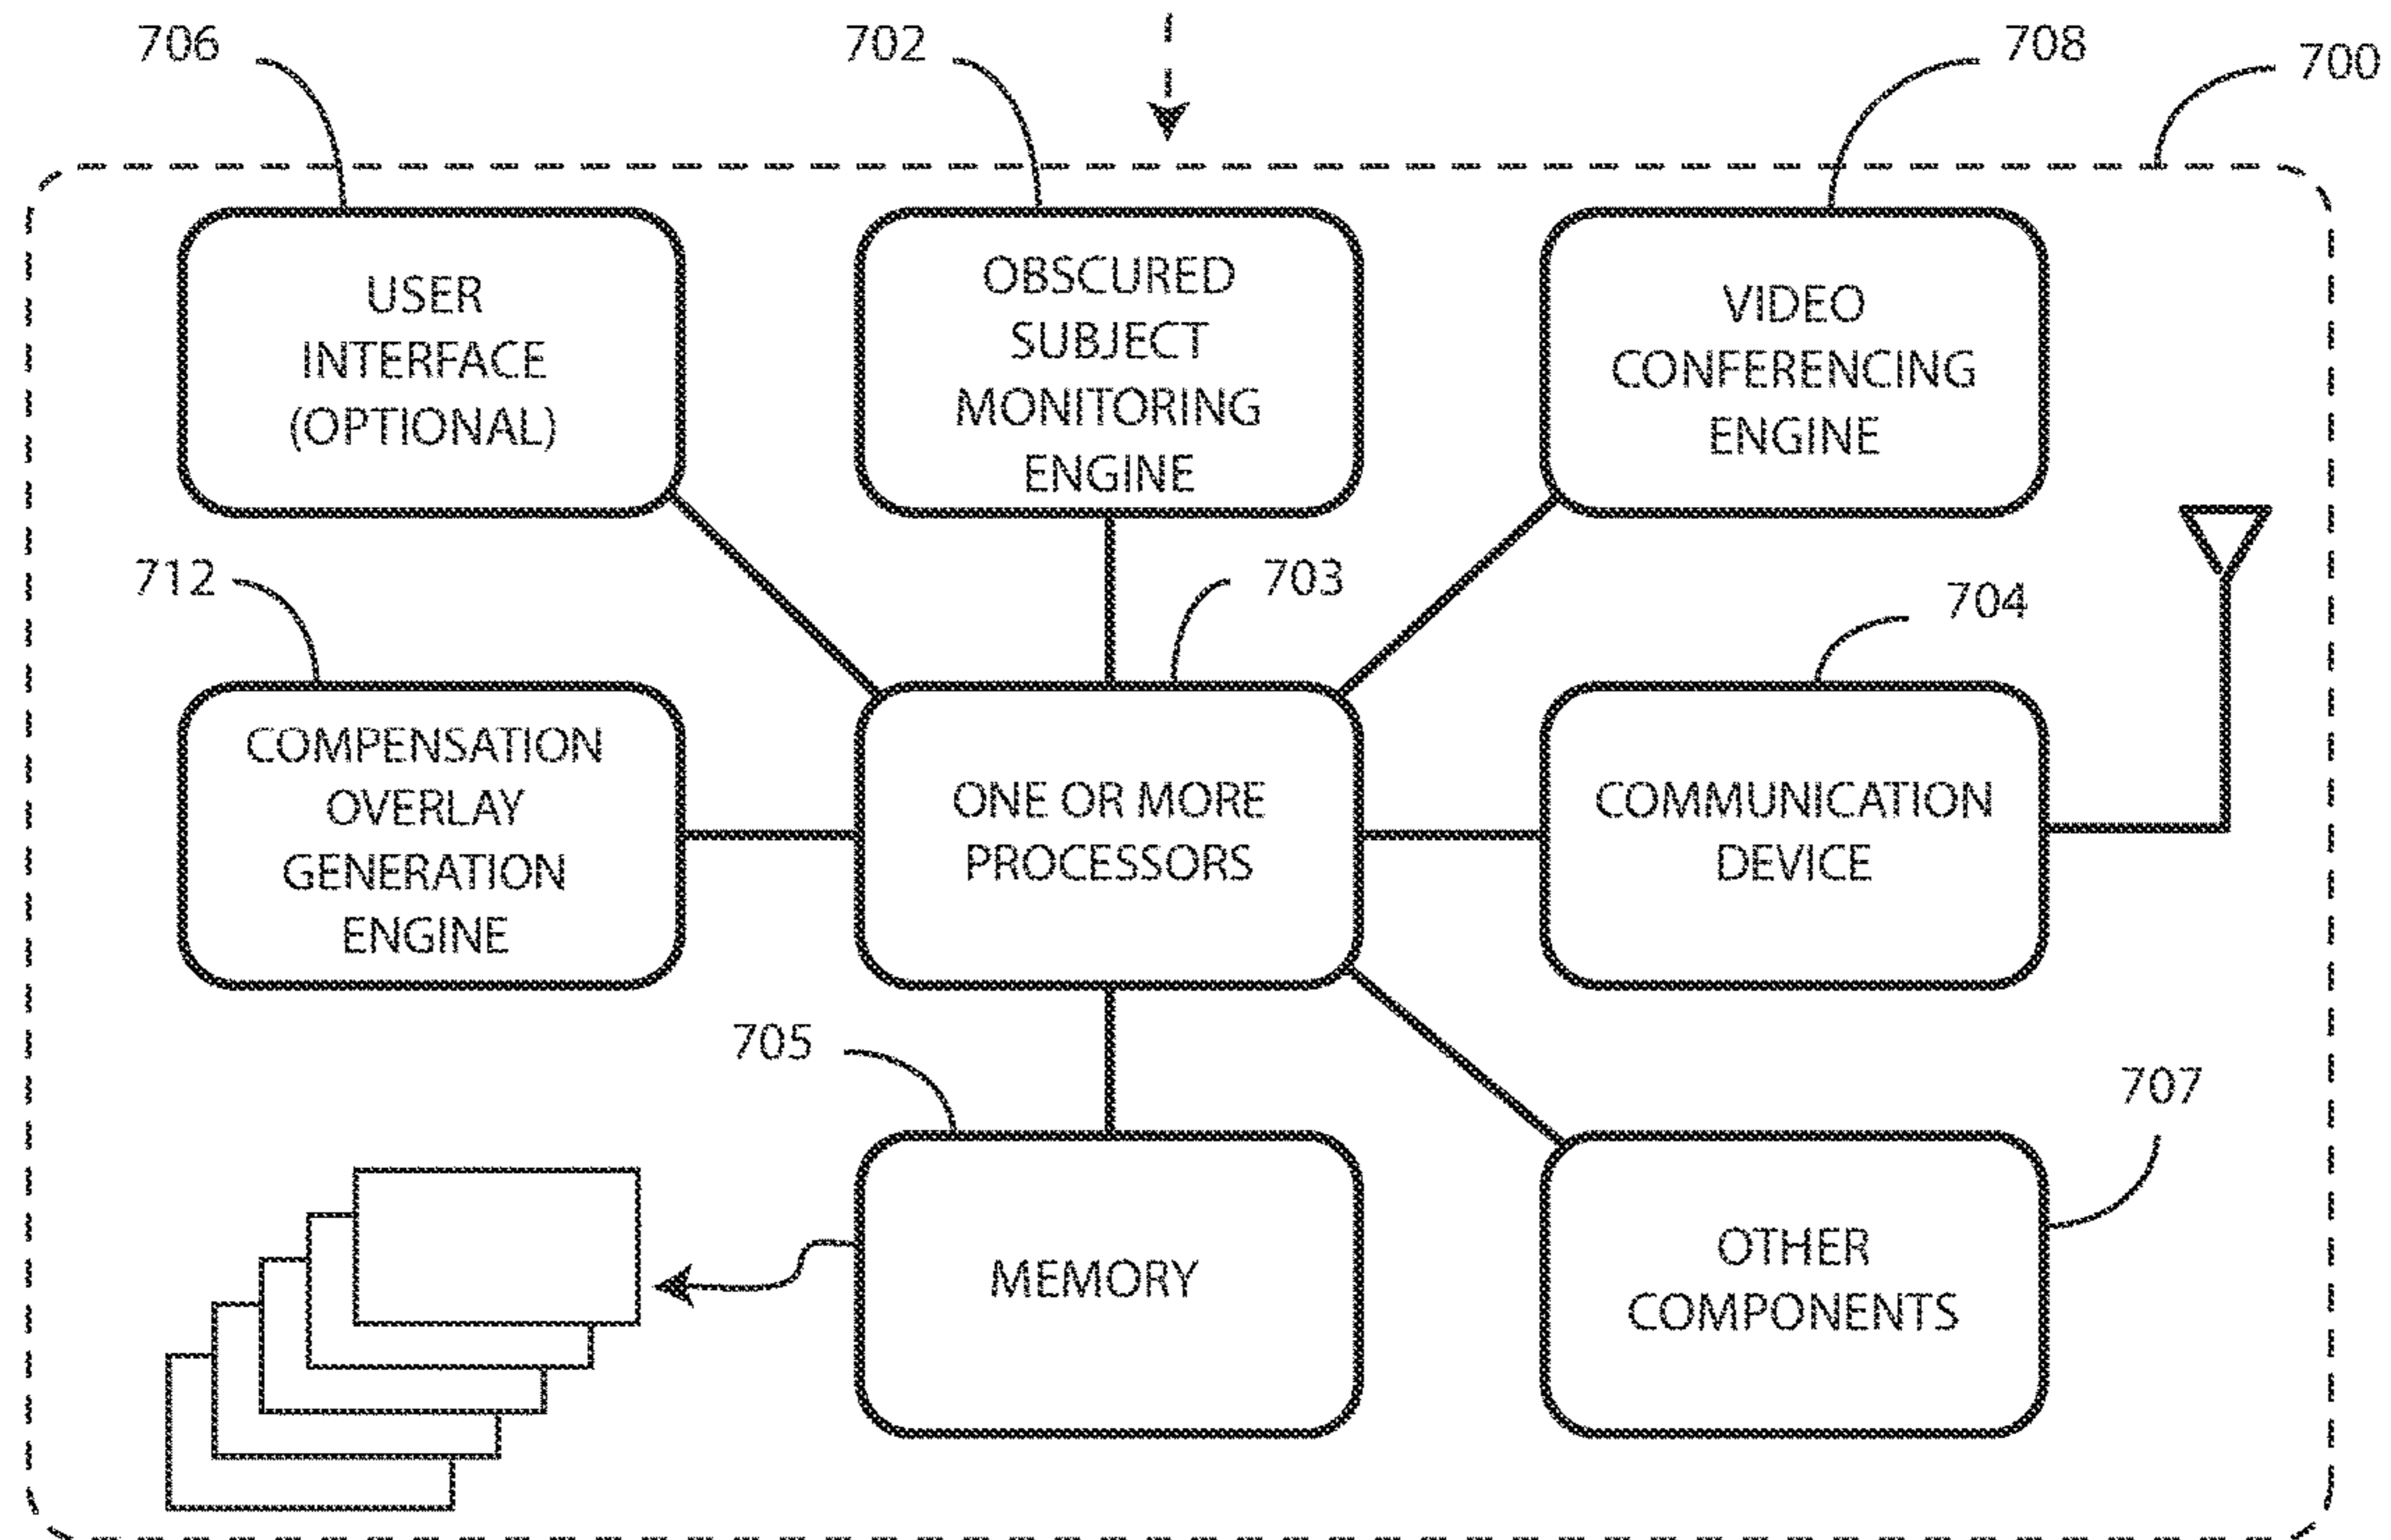 706
702
708
700
USER
INTERFACE
(OPTIONAL)
OBSCURED
SUBJECT
MONITORING
ENGINE
VIDEO
CONFERENCING
ENGINE
712
703
704
COMPENSATION
OVERLAY
GENERATION
ENGINE
ONE OR MORE
PROCESSORS
COMMUNICATION
DEVICE
705
707
MEMORY
OTHER
COMPONENTS